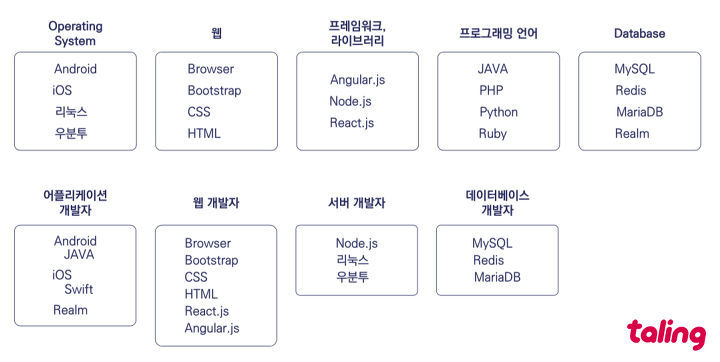 Operating
System
Android
iOS
리눅스
우분투
웹
Browser
Bootstrap
CSS
HTML
프레임워크,
라이브러리
Angular.js
Node.js
React.js
프로그래밍 언어
JAVA
PHP
Python
Ruby
Database
MySQL
Redis
MariaDB
Realm
어플리케이션
개발자
Android
JAVA
iOS
Swift
Realm
웹 개발자
Browser
Bootstrap
CSS
HTML
React.js
Angular.js
서버 개발자
Node.js
리눅스
우분투
데이터베이스
개발자
MySQL
Redis
MariaDB
taling